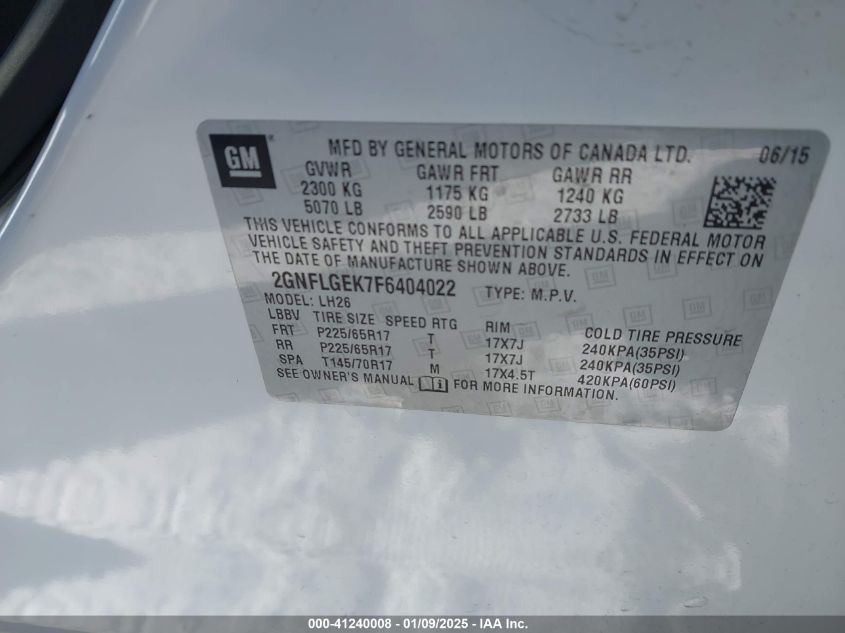 GM MFD BY GENERAL MOTORS OF CANADA LTD. 06/15
GVWR GAWR FRT GAWR RR
2300 KG 1175 KG 1240 KG
5070 LB 2590 LB 2733 LB
THIS VEHICLE CONFORMS TO ALL APPLICABLE U.S. FEDERAL MOTOR
VEHICLE SAFETY AND THEFT PREVENTION STANDARDS IN EFFECT ON
THE DATE OF MANUFACTURE SHOWN ABOVE.
2GNFLGEK7F6404022 TYPE: M.P.V.
MODEL: LH26
LBBV TIRE SIZE SPEED RTG RIM COLD TIRE PRESSURE
FRT P225/65R17 T 17X7J 240KPA(35PSI)
RR P225/65R17 T 17X7J 240KPA(35PSI)
SPA T145/70R17 M 17X4.5T 420KPA(60PSI)
SEE OWNER'S MANUAL FOR MORE INFORMATION.
000-41240008 - 01/09/2025 - IAA Inc.